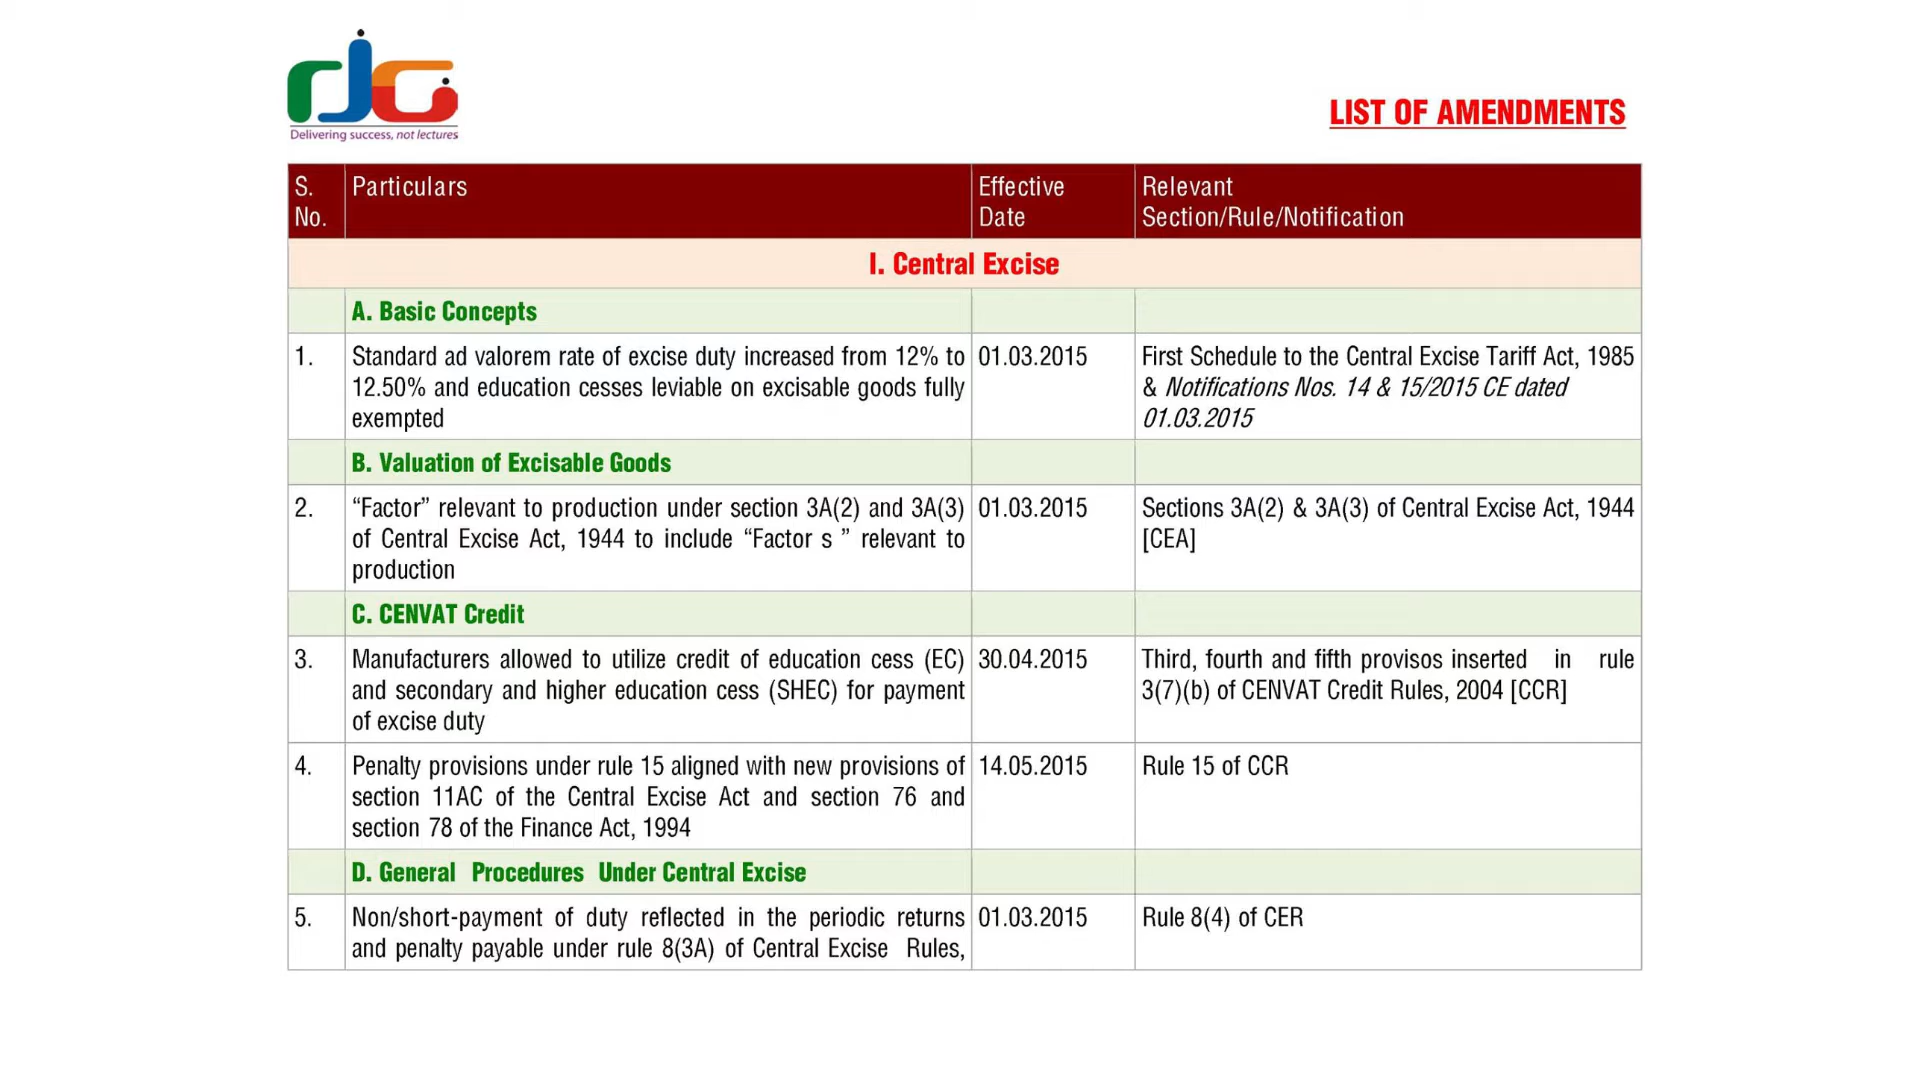 Delivering success, not lectures
LIST OF AMENDMENTS
S. No.
Particulars
Effective Date
Relevant Section/Rule/Notification
I. Central Excise
A. Basic Concepts
1.
Standard ad valorem rate of excise duty increased from 12% to
12.50% and education cesses leviable on excisable goods fully
exempted
01.03.2015
First Schedule to the Central Excise Tariff Act, 1985
& Notifications Nos. 14 & 15/2015 CE dated
01.03.2015
B. Valuation of Excisable Goods
2.
“Factor” relevant to production under section 3A(2) and 3A(3)
of Central Excise Act, 1944 to include “Factor s ” relevant to
production
01.03.2015
Sections 3A(2) & 3A(3) of Central Excise Act, 1944
[CEA]
C. CENVAT Credit
3.
Manufacturers allowed to utilize credit of education cess (EC)
and secondary and higher education cess (SHEC) for payment
of excise duty
30.04.2015
Third, fourth and fifth provisos inserted in rule
3(7)(b) of CENVAT Credit Rules, 2004 [CCR]
4.
Penalty provisions under rule 15 aligned with new provisions of
section 11AC of the Central Excise Act and section 76 and
section 78 of the Finance Act, 1994
14.05.2015
Rule 15 of CCR
D. General Procedures Under Central Excise
5.
Non/short-payment of duty reflected in the periodic returns
and penalty payable under rule 8(3A) of Central Excise Rules,
01.03.2015
Rule 8(4) of CER